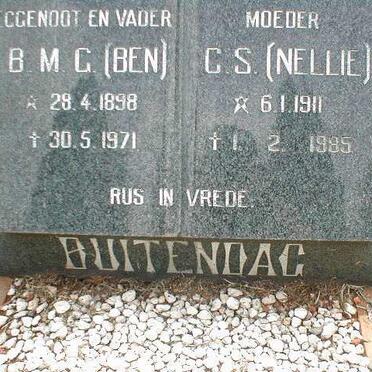 GGENOOT EN VADER MOEDER
B.M.G.(BEN) C.S.(NELLIE)
☆ 28.4.1898 ☆ 6.1.1911
† 30.5.1971 † 1. 2. 1985
RUS IN VREDE.
BUITENDAG